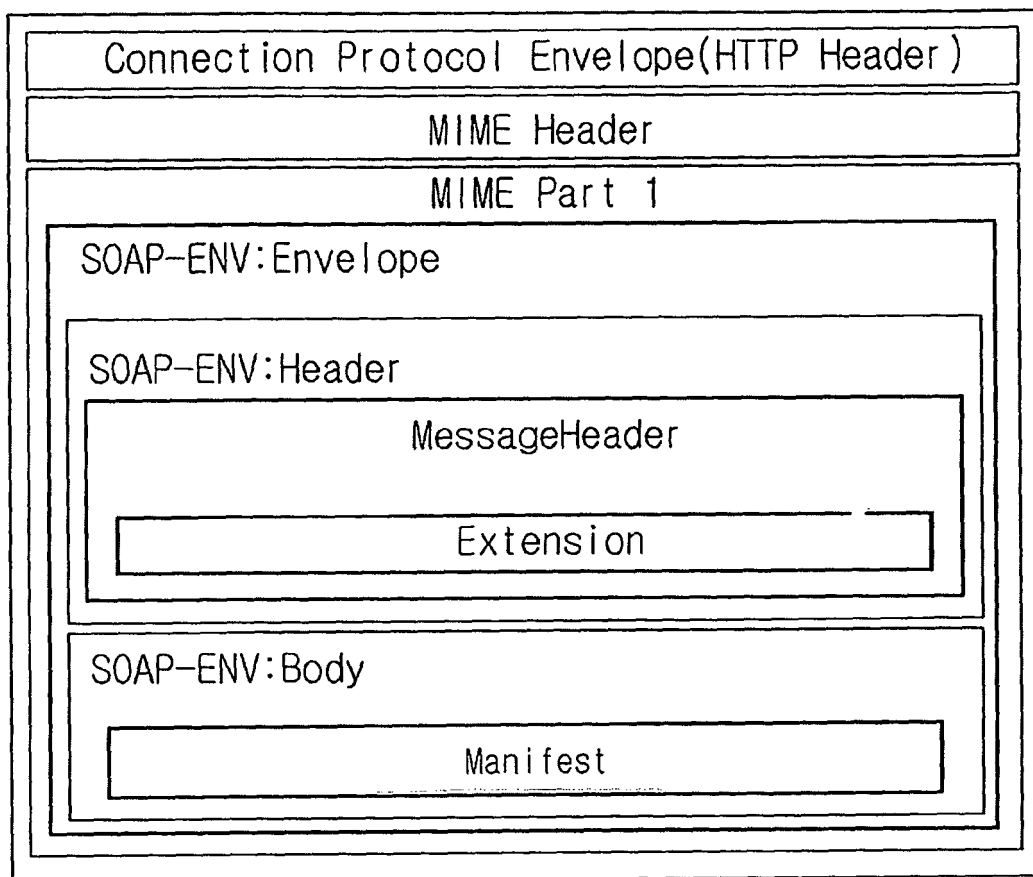 Connection Protocol Envelope(HTTP Header)
MIME Header
MIME Part 1
SOAP-ENV:Envelope
SOAP-ENV:Header
MessageHeader
Extension
SOAP-ENV:Body
Manifest